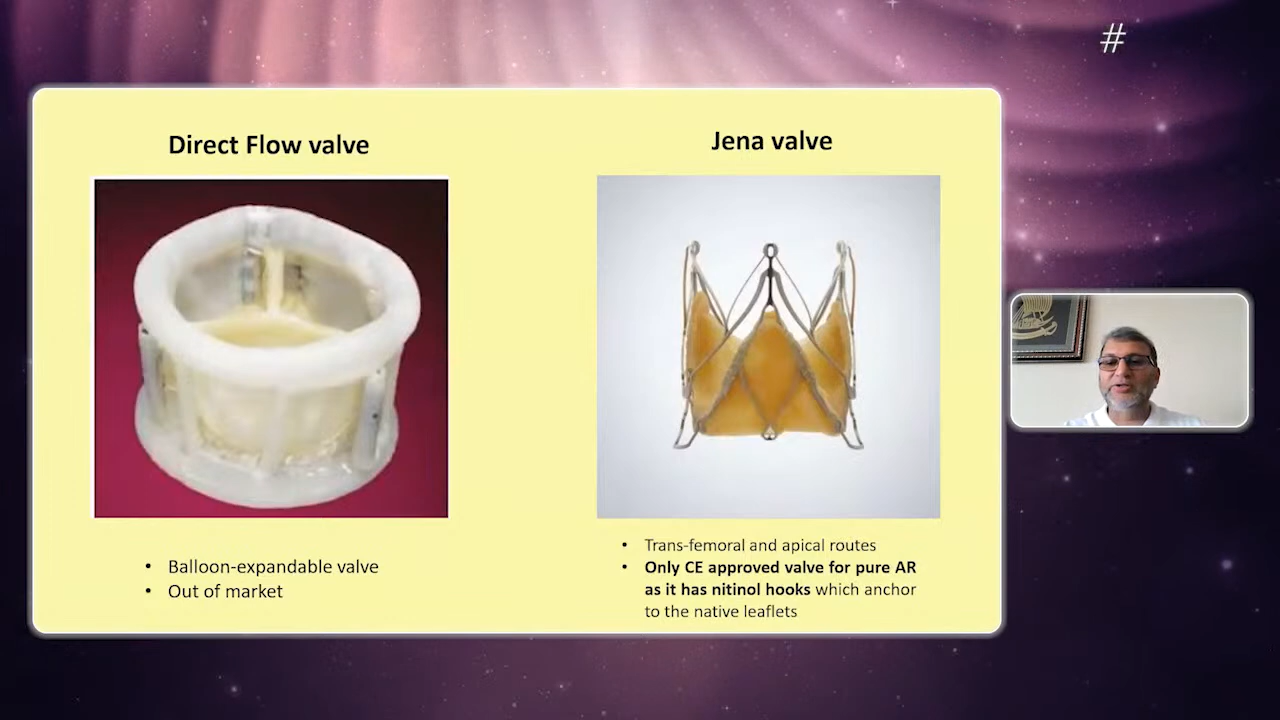 #
Direct Flow valve
Jena valve
• Balloon-expandable valve
• Out of market
• Trans-femoral and apical routes
• Only CE approved valve for pure AR
as it has nitinol hooks which anchor
to the native leaflets